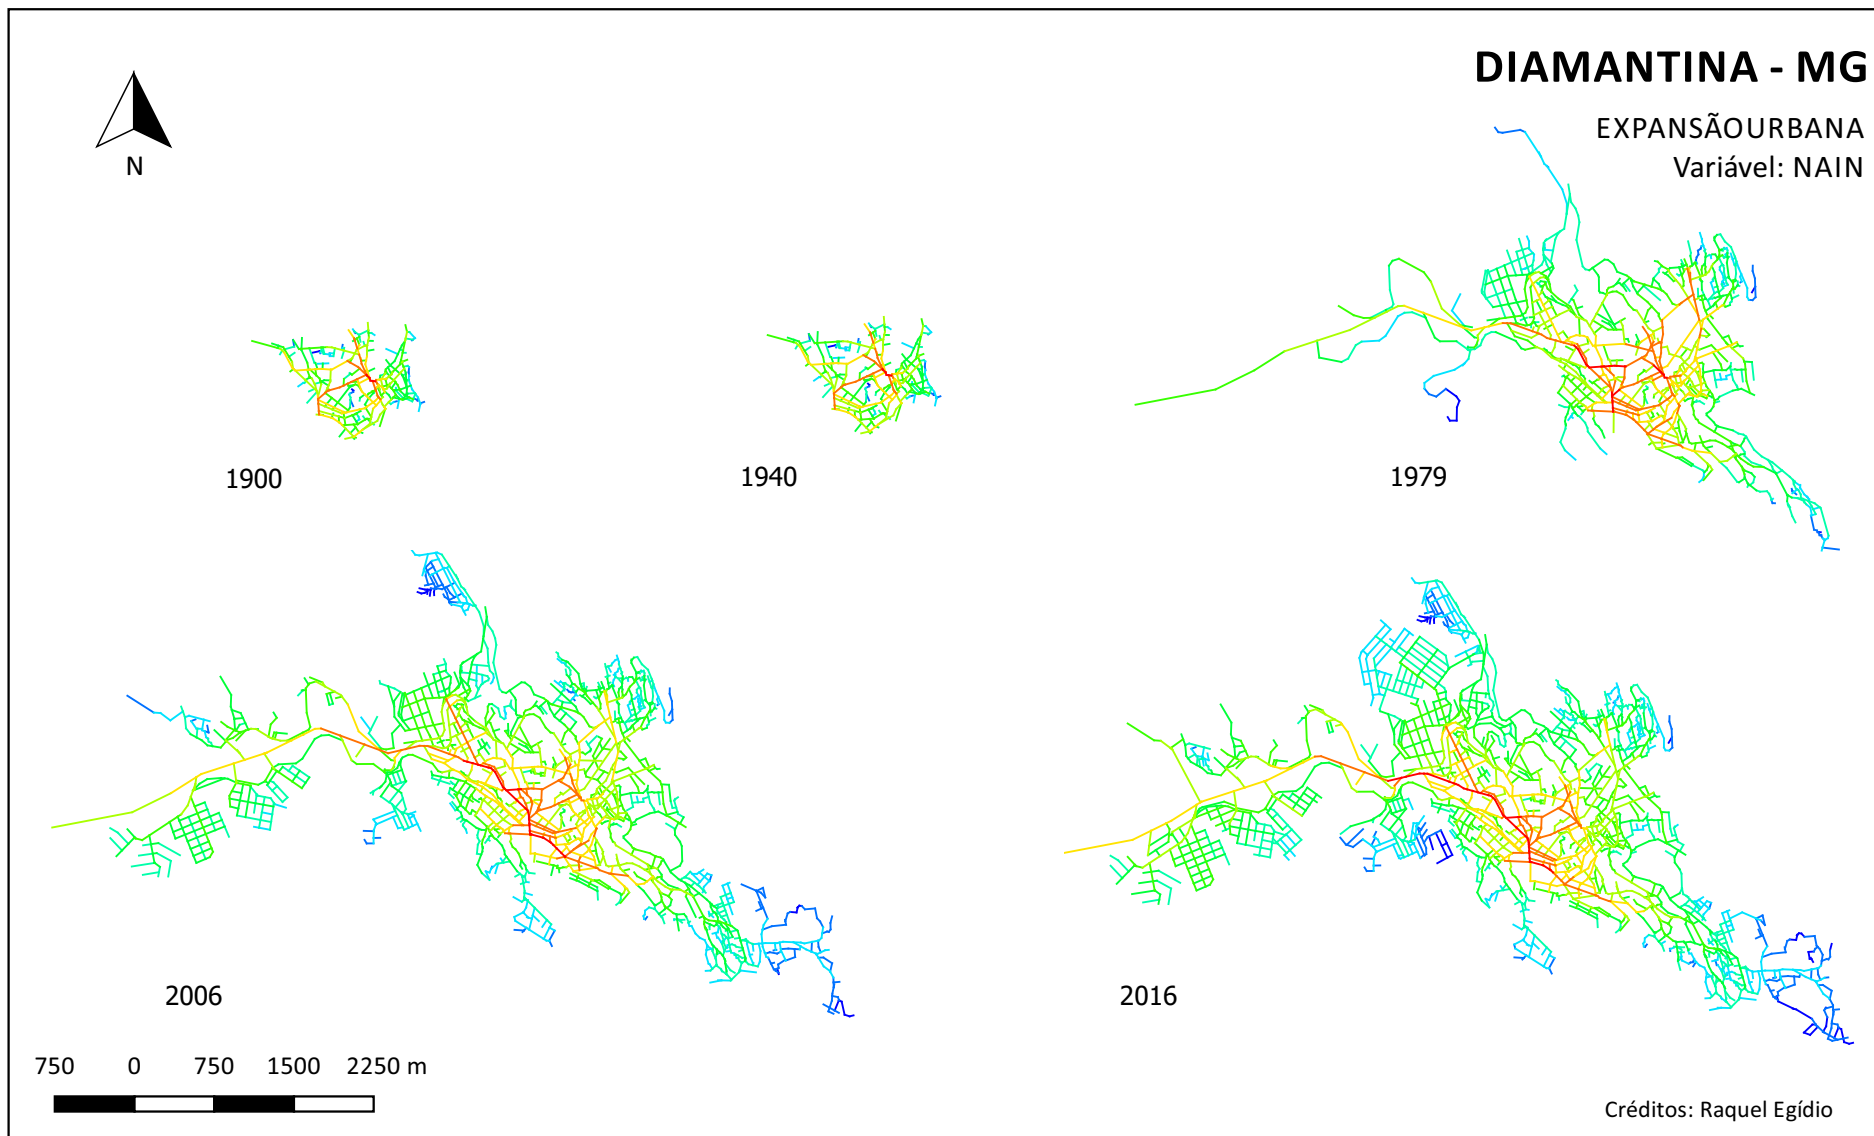 DIAMANTINA - MG
EXPANSÃOURBANA
Variável: NAIN
N
1900
1940
1979
2006
2016
750 0 750 1500 2250 m
Créditos: Raquel Egídio